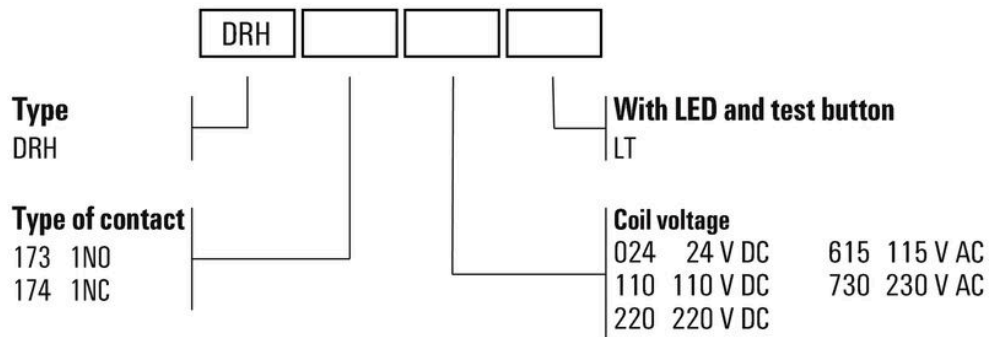 DRH
Type
DRH
With LED and test button
LT
Type of contact
173 1NO
174 1NC
Coil voltage
024 24 V DC 615 115 V AC
110 110 V DC 730 230 V AC
220 220 V DC